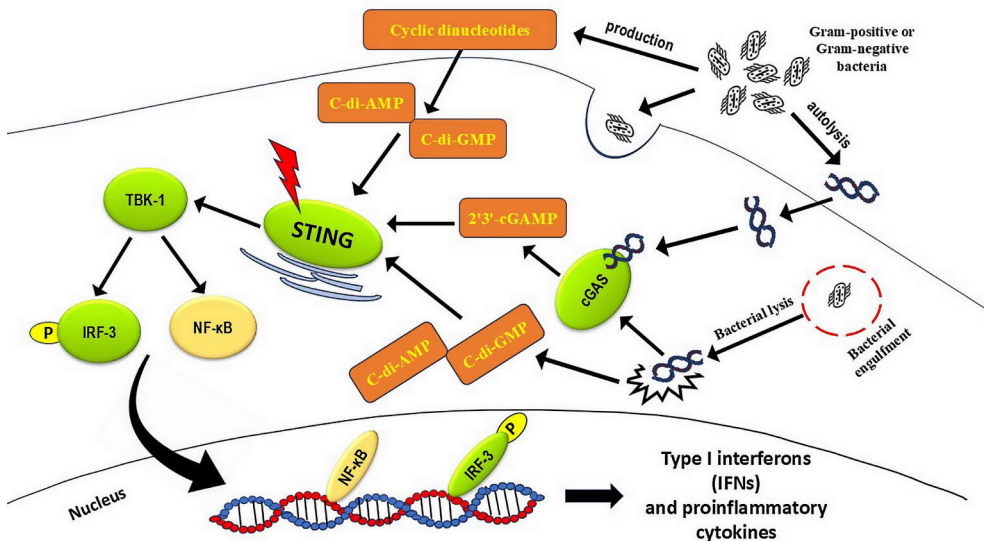 Cyclic dinucleotides
production
Gram-positive or
Gram-negative
bacteria
C-di-AMP
C-di-GMP
autolysis
TBK-1
STING
2'3'-cGAMP
cGAS
P
IRF-3
NF-κB
C-di-AMP
C-di-GMP
Bacterial lysis
Bacterial
engulfment
Nucleus
NF-κB
IRF-3
P
Type I interferons
(IFNs)
and proinflammatory
cytokines